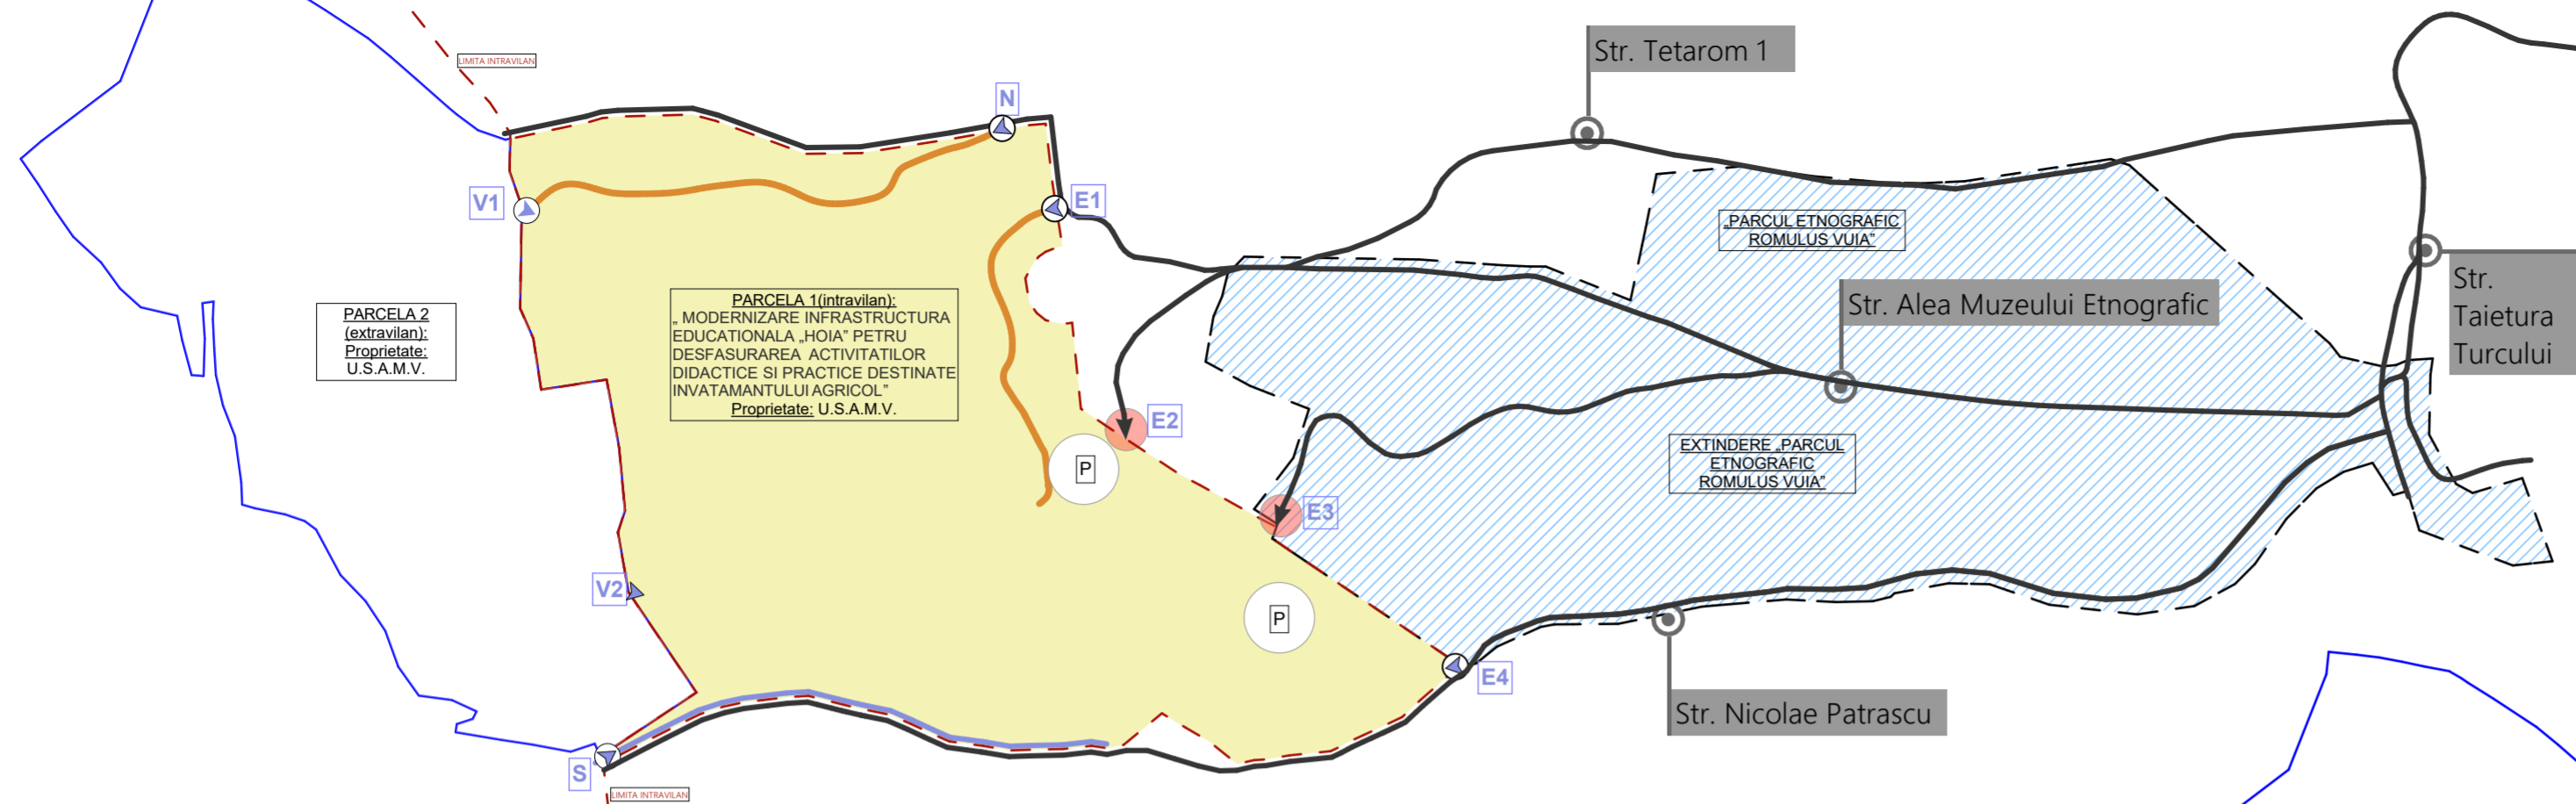 LIMITA INTRAVILAN
N
Str. Tetarom 1
V1
E1
„PARCUL ETNOGRAFIC
ROMULUS VUIA”
Str.
Taietura
Turcului
PARCELA 2
(extravilan):
Proprietate:
U.S.A.M.V.
PARCELA 1(intravilan):
„ MODERNIZARE INFRASTRUCTURA
EDUCATIONALA „HOIA” PETRU
DESFASURAREA ACTIVITATILOR
DIDACTICE SI PRACTICE DESTINATE
INVATAMANTULUI AGRICOL”
Proprietate: U.S.A.M.V.
Str. Alea Muzeului Etnografic
E2
P
EXTINDERE „PARCUL
ETNOGRAFIC
ROMULUS VUIA”
E3
V2
P
E4
Str. Nicolae Patrascu
S
LIMITA INTRAVILAN